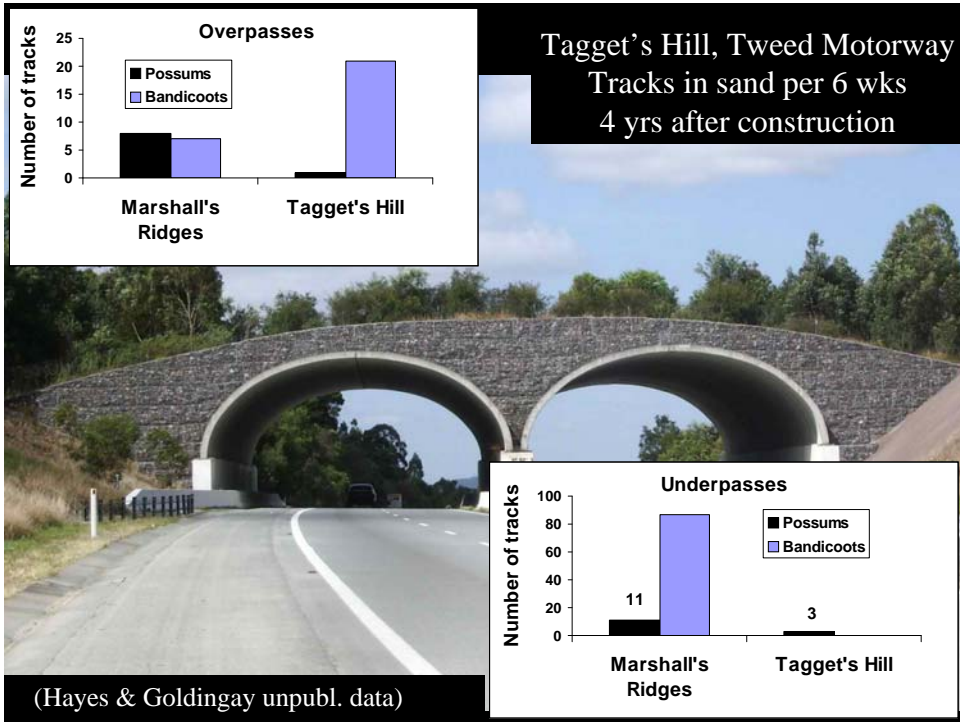 Overpasses
Number of tracks
25
20
15
10
5
0
Possums
Bandicoots
Marshall's
Ridges
Tagget's Hill
Tagget’s Hill, Tweed Motorway
Tracks in sand per 6 wks
4 yrs after construction
Underpasses
Number of tracks
100
80
60
40
20
0
Possums
Bandicoots
11
3
Marshall's
Ridges
Tagget's Hill
(Hayes & Goldingay unpubl. data)